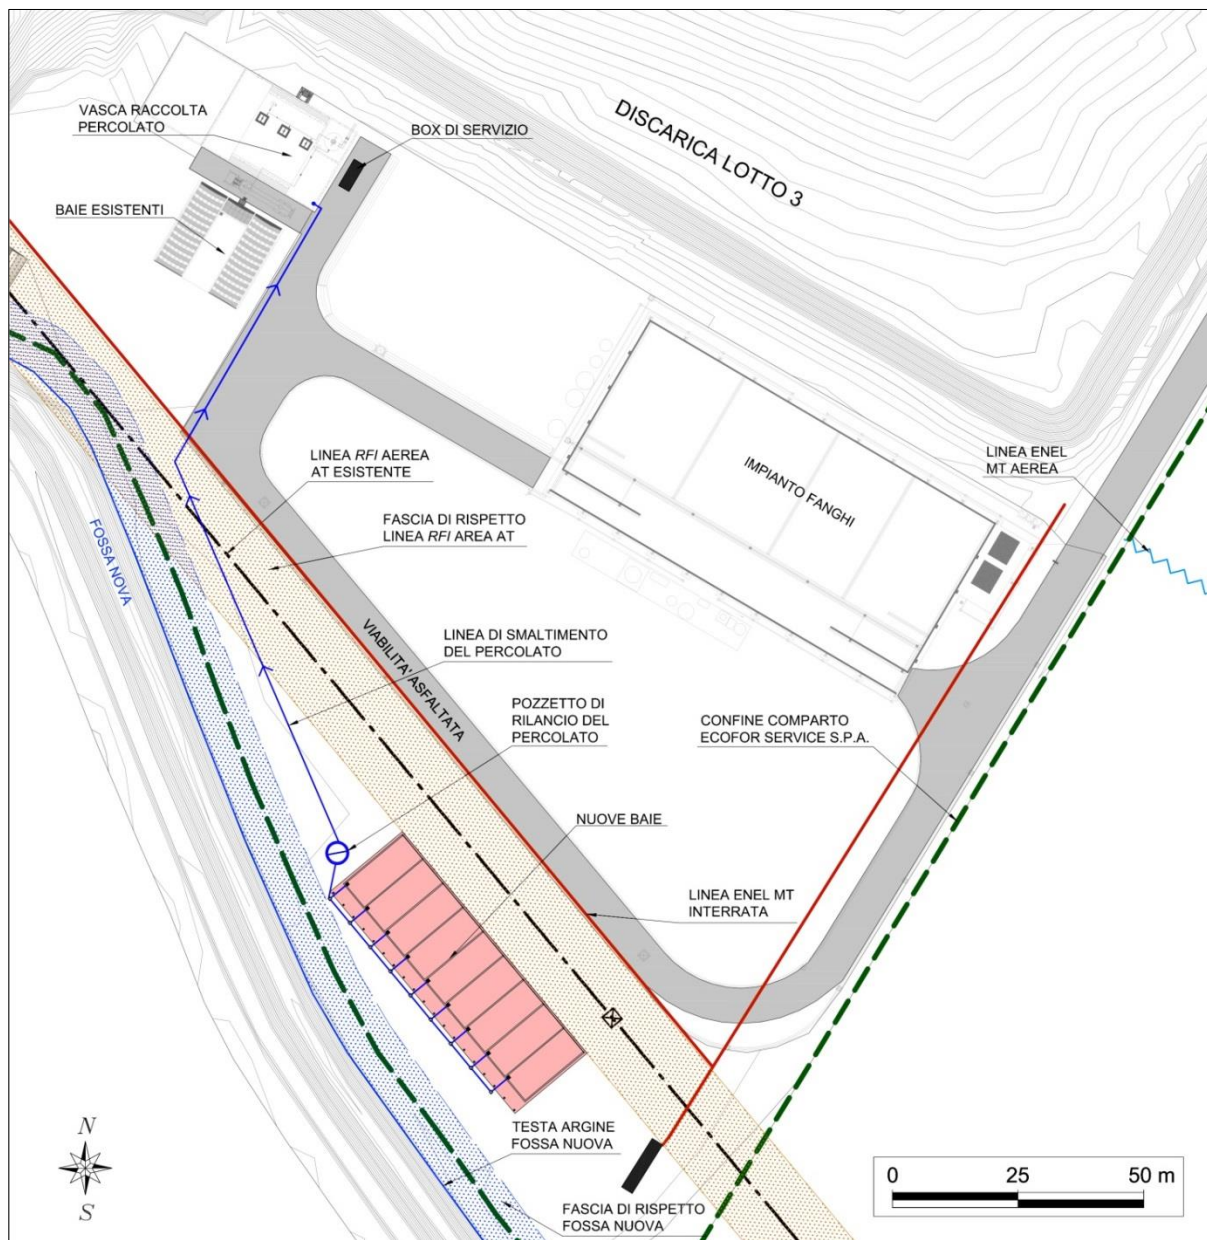 VASCA RACCOLTA
PERCOLATO
BOX DI SERVIZIO
DISCARICA LOTTO 3
BAIE ESISTENTI
LINEA RFI AEREA
AT ESISTENTE
IMPIANTO FANGHI
LINEA ENEL
MT AEREA
FASCIA DI RISPETTO
LINEA RFI AREA AT
FOSSA NOVA
VIABILITA' ASFALTATA
LINEA DI SMALTIMENTO
DEL PERCOLATO
POZZETTO DI
RILANCIO DEL
PERCOLATO
CONFINE COMPARTO
ECOFOR SERVICE S.P.A.
NUOVE BAIE
LINEA ENEL MT
INTERRATA
TESTA ARGINE
FOSSA NUOVA
FASCIA DI RISPETTO
FOSSA NUOVA
N
S
0 25 50 m